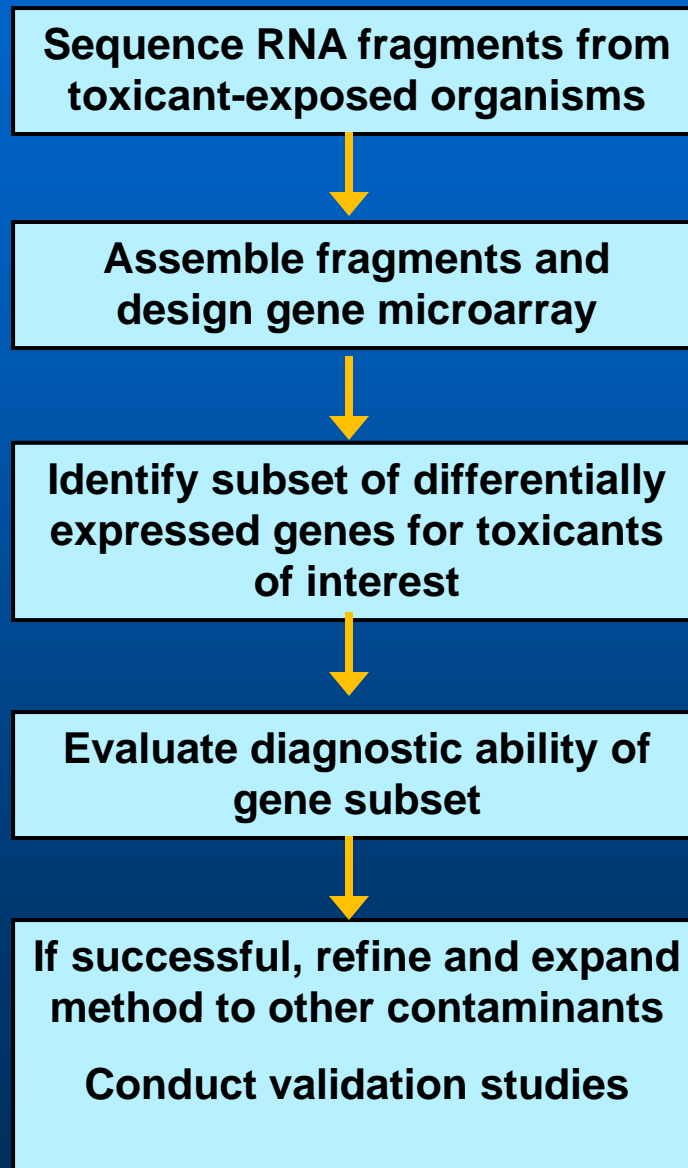 Sequence RNA fragments from
toxicant-exposed organisms
Assemble fragments and
design gene microarray
Identify subset of differentially
expressed genes for toxicants
of interest
Evaluate diagnostic ability of
gene subset
If successful, refine and expand
method to other contaminants
Conduct validation studies